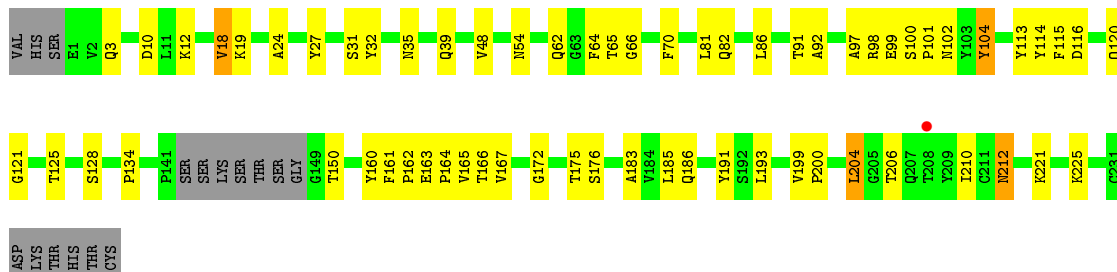 VAL HIS SER E1 V2 Q3 D10 L11 K12 V18 K19 A24 Y27 S31 Y32 N35 Q39 V48 N54 Q62 G63 F64 T65 G66 F70 L81 Q82 L86 T91 A92 A97 R98 E99 S100 P101 N102 Y103 Y104 Y113 Y114 F115 D116
G121 T125 S128 P134 P141 SER SER LYS SER THR SER GLY G149 T150 Y160 F161 P162 E163 P164 V165 T166 V167 G172 T175 S176 A183 V184 L185 Q186 Y191 S192 L193 V199 P200 L204 G205 T206 Q207 T208 Y209 I210 C211 N212 K221 K225 C231
ASP LYS THR HIS THR CYS